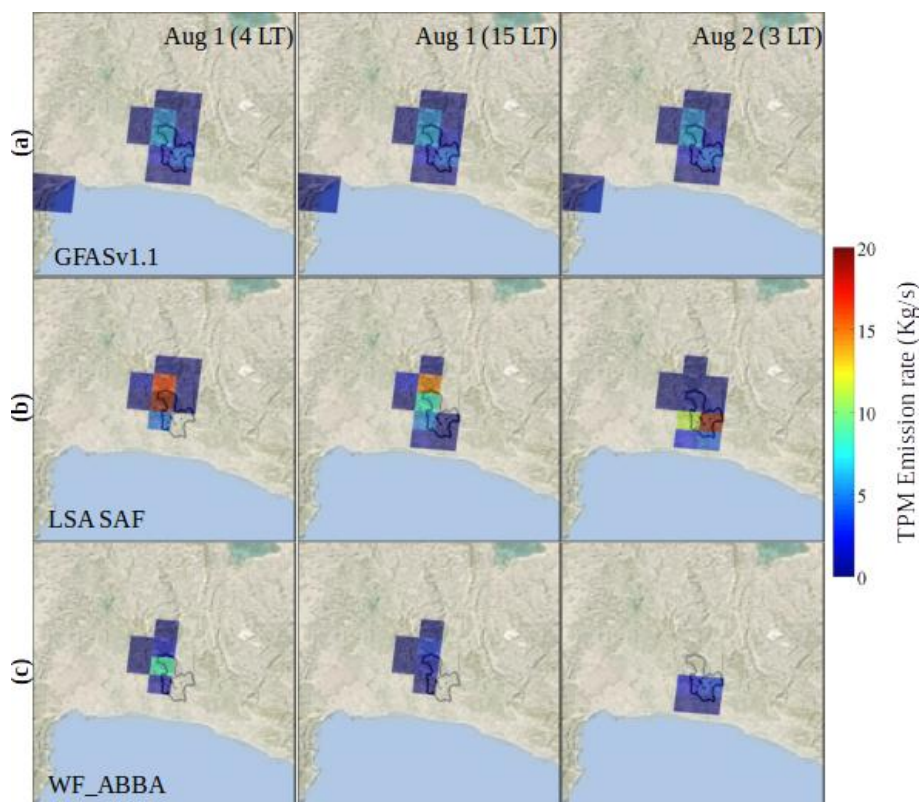 Aug 1 (4 LT)
Aug 1 (15 LT)
Aug 2 (3 LT)
(a)
GFASv1.1
(b)
LSA SAF
(c)
WF_ABBA
20
15
10
5
0
TPM Emission rate (Kg/s)